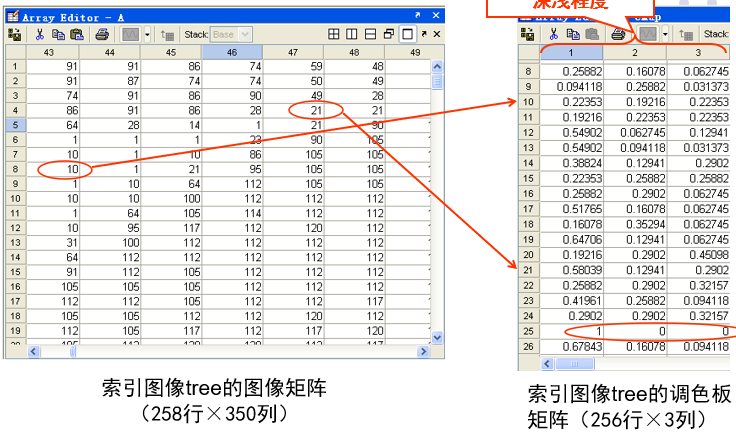 深浅程度
Array Editor - A
Stack: Base
Stack:
43 44 45 46 47 48 49
1 91 91 86 74 59 48
2 91 87 74 74 50 49
3 74 91 86 90 49 28
4 86 91 86 28 21 21
5 64 28 14 1 21 90
6 1 1 1 23 90 105
7 10 1 10 86 105 105
8 10 1 21 95 105 105
9 1 10 64 112 105 105
10 10 10 100 112 112 112
11 1 64 105 114 112 112
12 10 95 117 112 120 112
13 31 100 112 112 112 112
14 64 112 112 112 112 112
15 91 112 105 112 112 112
16 105 105 105 112 112 112
17 112 112 105 112 112 117
18 105 105 112 112 120 112
19 112 105 117 112 117 120
1 2 3
8 0.25882 0.16078 0.062745
9 0.094118 0.25882 0.031373
10 0.22353 0.19216 0.22353
11 0.19216 0.22353 0.22353
12 0.54902 0.062745 0.12941
13 0.54902 0.094118 0.031373
14 0.38824 0.12941 0.2902
15 0.22353 0.25882 0.062745
16 0.25882 0.2902 0.062745
17 0.51765 0.16078 0.062745
18 0.16078 0.35294 0.062745
19 0.64706 0.12941 0.062745
20 0.19216 0.2902 0.45098
21 0.58039 0.12941 0.2902
22 0.25882 0.2902 0.32157
23 0.41961 0.25882 0.094118
24 0.2902 0.2902 0.32157
25 1 0 0
26 0.67843 0.16078 0.094118
索引图像tree的图像矩阵
（258行×350列）
索引图像tree的调色板
矩阵（256行×3列）